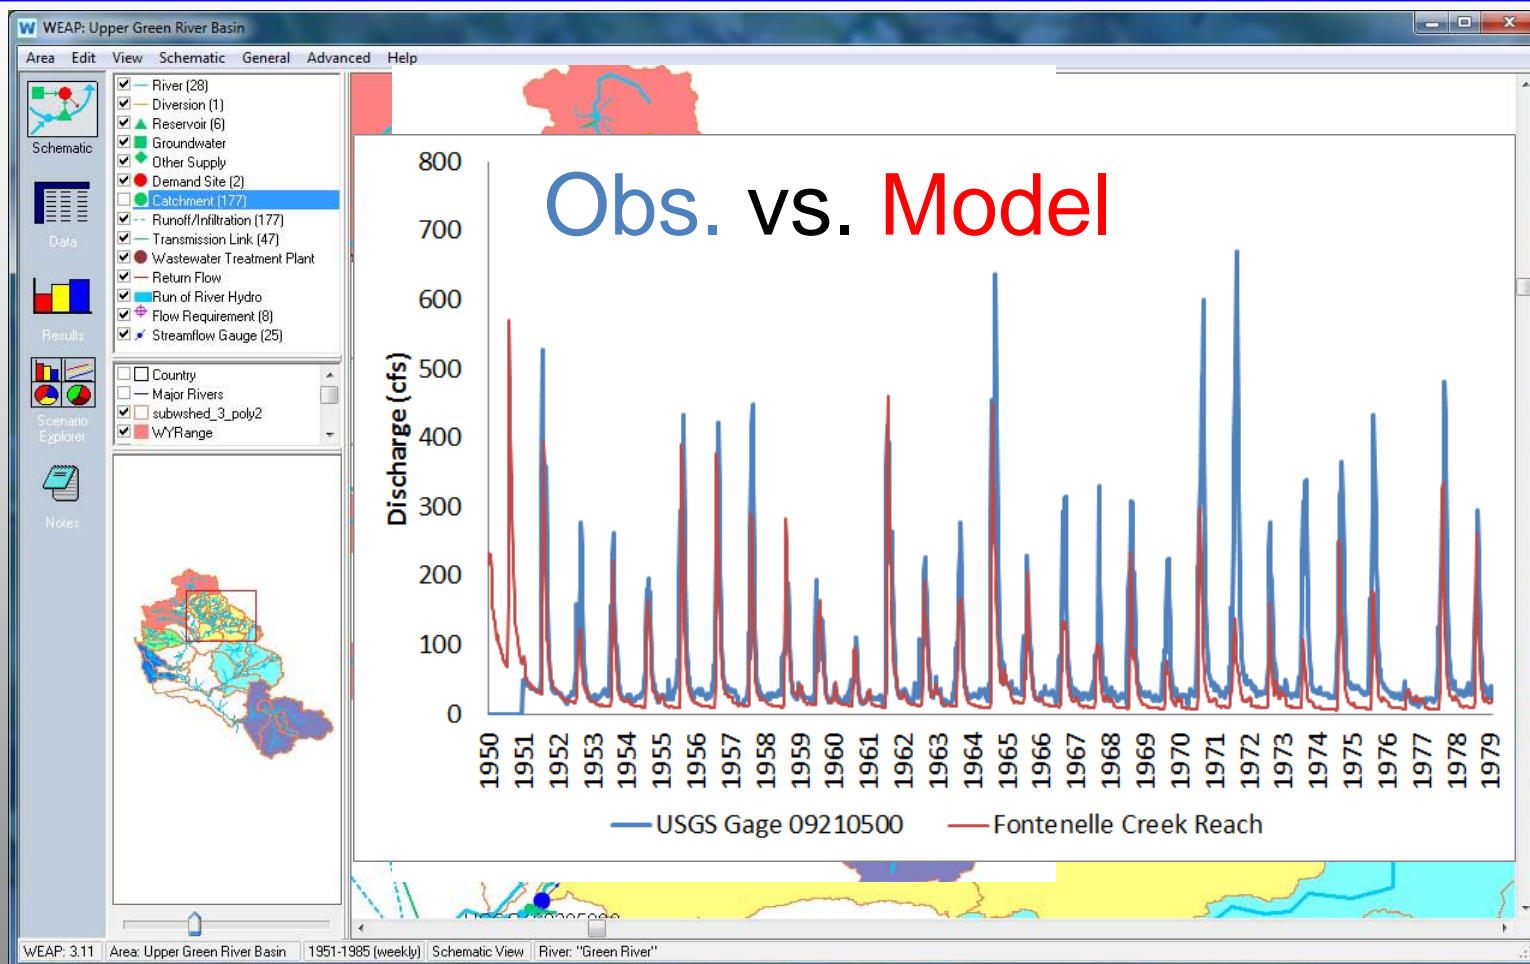 WEAP: Upper Green River Basin
Area Edit View Schematic General Advanced Help
Schematic
Data
Results
Scenario
Explorer
Notes
River (28)
Diversion (1)
Reservoir (6)
Groundwater
Other Supply
Demand Site (2)
Catchment (177)
Runoff/Infiltration (177)
Transmission Link (47)
Wastewater Treatment Plant
Return Flow
Run of River Hydro
Flow Requirement (8)
Streamflow Gauge (25)
Country
Major Rivers
subwshed_3_poly2
WYRange
Obs. vs. Model
Discharge (cfs)
800
700
600
500
400
300
200
100
0
1950 1951 1952 1953 1954 1955 1956 1957 1958 1959 1960 1961 1962 1963 1964 1965 1966 1967 1968 1969 1970 1971 1972 1973 1974 1975 1976 1977 1978 1979
USGS Gage 09210500 Fontenelle Creek Reach
WEAP: 3.11 Area: Upper Green River Basin 1951-1985 (weekly) Schematic View River: "Green River"